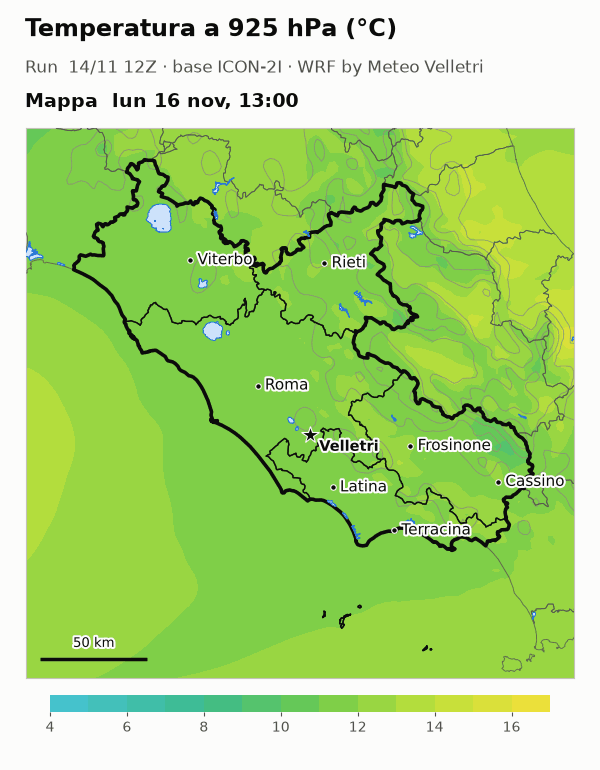 Temperatura a 925 hPa (°C)
Run  14/11 12Z · base ICON-2I · WRF by Meteo Velletri
Mappa  lun 16 nov, 13:00
Viterbo
Rieti
Roma
Velletri
Frosinone
Latina
Cassino
Terracina
50 km
4 6 8 10 12 14 16